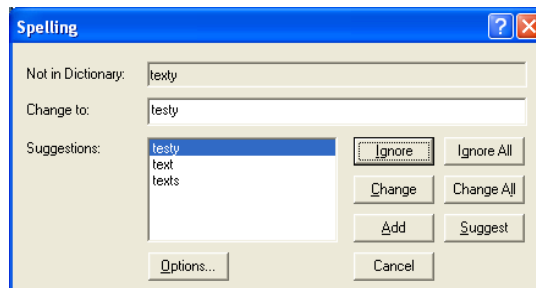 Spelling
Not in Dictionary: texty
Change to: testy
Suggestions: testy Ignore Ignore All
text
texts
Change Change All
Add Suggest
Options... Cancel